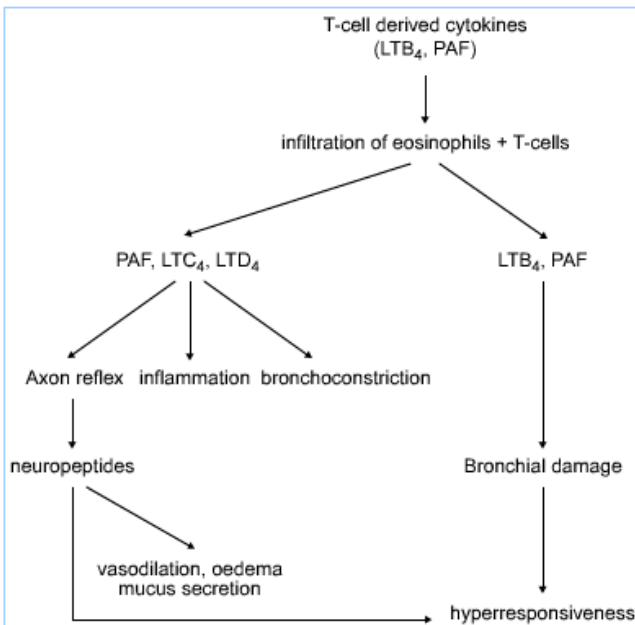 T-cell derived cytokines
(LTB₄, PAF)
infiltration of eosinophils + T-cells
PAF, LTC₄, LTD₄
LTB₄, PAF
Axon reflex
inflammation
bronchoconstriction
neuropeptides
Bronchial damage
vasodilation, oedema
mucus secretion
hyperresponsiveness